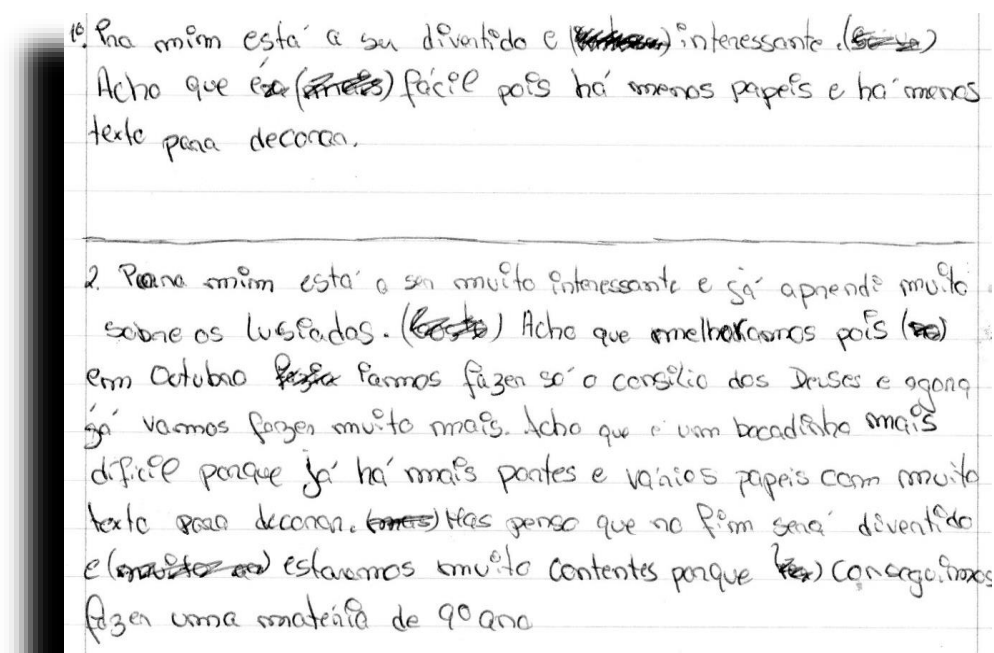 1º. Pra mim está a ser divertido e () interessante. ()
Acho que é () fácil pois há menos papeis e há menos
texto para decorar.
2. Para mim está a ser muito interessante e já aprendi muito
sobre os lusíadas. () Acho que melhoramos pois ()
em Outubro íamos fazer só o consílio dos Deuses e agora
já vamos fazer muito mais. Acho que é um bocadinho mais
dificil porque já há mais partes e vários papeis com muito
texto para decorar. () Mas penso que no fim será divertido
e () estaremos muito contentes porque () conseguimos
fazer uma matéria de 9º ano